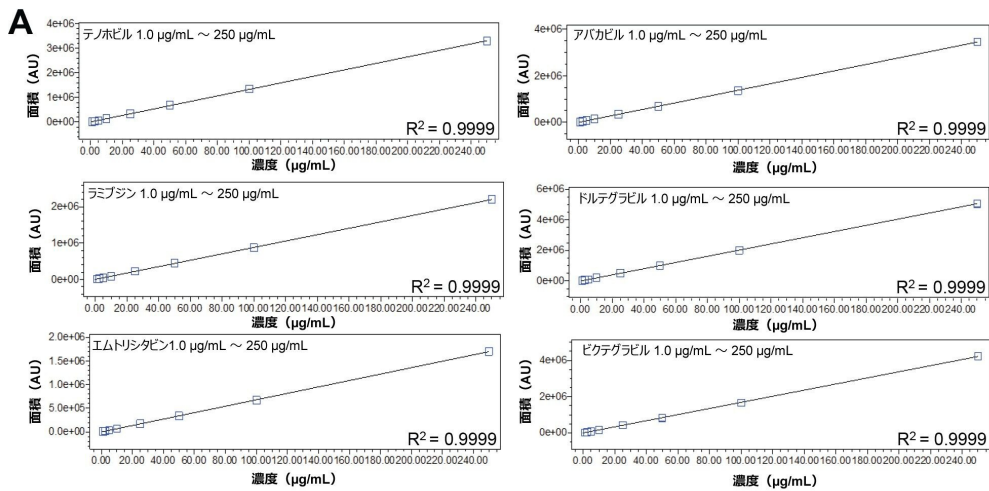 A
テノホビル 1.0 µg/mL ～ 250 µg/mL
4e+06
3e+06
2e+06
1e+06
0e+00
面積（AU）
R² = 0.9999
0.00 20.00 40.00 60.00 80.00 100.00 120.00 140.00 160.00 180.00 200.00 220.00 240.00
濃度（µg/mL）
アバカビル 1.0 µg/mL ～ 250 µg/mL
4e+06
2e+06
0e+00
面積（AU）
R² = 0.9999
0.00 20.00 40.00 60.00 80.00 100.00 120.00 140.00 160.00 180.00 200.00 220.00 240.00
濃度（µg/mL）
ラミブジン 1.0 µg/mL ～ 250 µg/mL
2e+06
1e+06
0e+00
面積（AU）
R² = 0.9999
0.00 20.00 40.00 60.00 80.00 100.00 120.00 140.00 160.00 180.00 200.00 220.00 240.00
濃度（µg/mL）
ドルテグラビル 1.0 µg/mL ～ 250 µg/mL
6e+06
4e+06
2e+06
0e+00
面積（AU）
R² = 0.9999
0.00 20.00 40.00 60.00 80.00 100.00 120.00 140.00 160.00 180.00 200.00 220.00 240.00
濃度（µg/mL）
エムトリシタビン1.0 µg/mL ～ 250 µg/mL
2.0e+06
1.5e+06
1.0e+06
5.0e+05
0.0e+00
面積（AU）
R² = 0.9999
0.00 20.00 40.00 60.00 80.00 100.00 120.00 140.00 160.00 180.00 200.00 220.00 240.00
濃度（µg/mL）
ビクテグラビル 1.0 µg/mL ～ 250 µg/mL
4e+06
2e+06
0e+00
面積（AU）
R² = 0.9999
0.00 20.00 40.00 60.00 80.00 100.00 120.00 140.00 160.00 180.00 200.00 220.00 240.00
濃度（µg/mL）